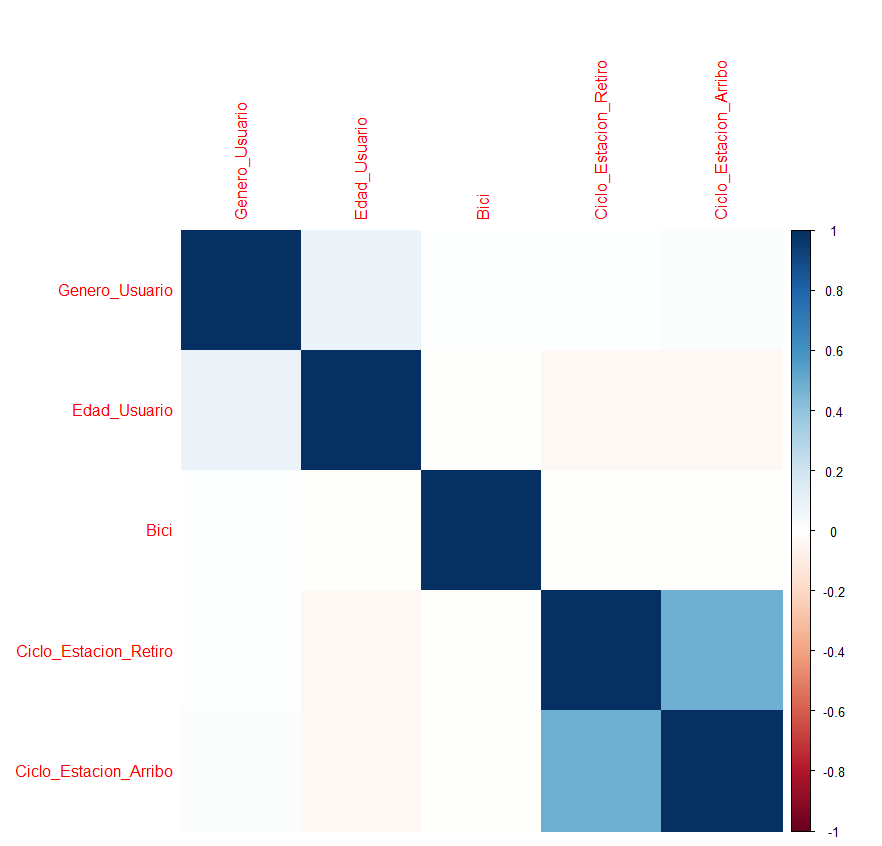 Genero_Usuario
Edad_Usuario
Bici
Ciclo_Estacion_Retiro
Ciclo_Estacion_Arribo
Genero_Usuario
Edad_Usuario
Bici
Ciclo_Estacion_Retiro
Ciclo_Estacion_Arribo
1
0.8
0.6
0.4
0.2
0
-0.2
-0.4
-0.6
-0.8
-1